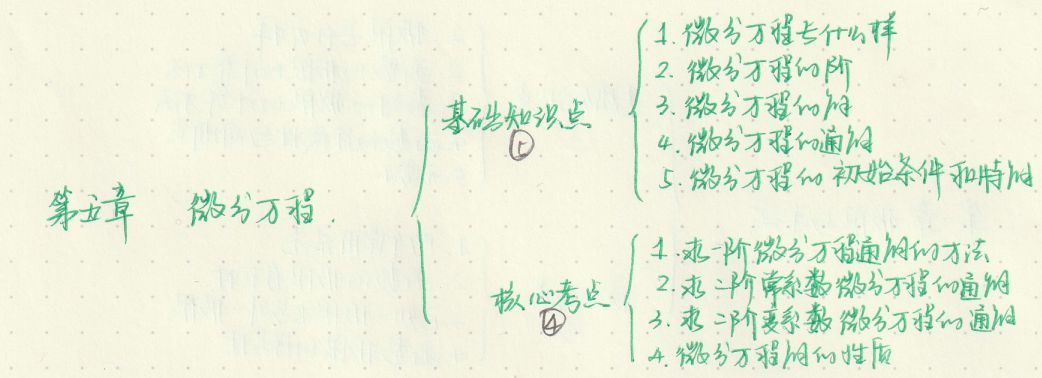 第五章 微分方程.
基础知识点
⑤
1. 微分方程长什么样
2. 微分方程的阶
3. 微分方程的解
4. 微分方程的通解
5. 微分方程的初始条件和特解
核心考点
④
1. 求一阶微分方程通解的方法
2. 求二阶常系数微分方程的通解
3. 求二阶变系数微分方程的通解
4. 微分方程解的性质